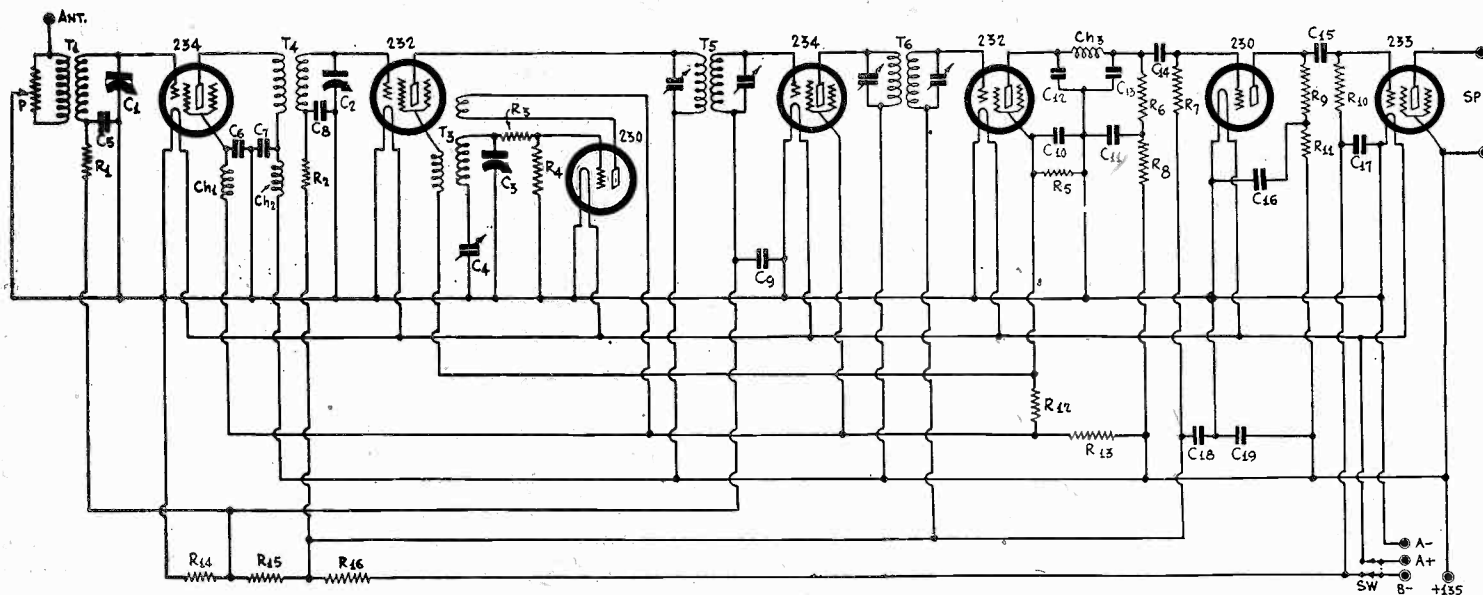 ANT.
T1
234
T4
232
T5
234
T6
232
Ch3
C15
230
233
P
C1
C2
C12
C14
C13
R6
R7
R9
R10
SP
C5
R1
C6
C7
C8
R3
230
T3
R4
C10
C11
R11
C17
Ch1
Ch2
R2
C3
R5
R8
C16
C4
C9
R12
R13
C18
C19
R14
R15
R16
A-
A+
SW
B-
+135